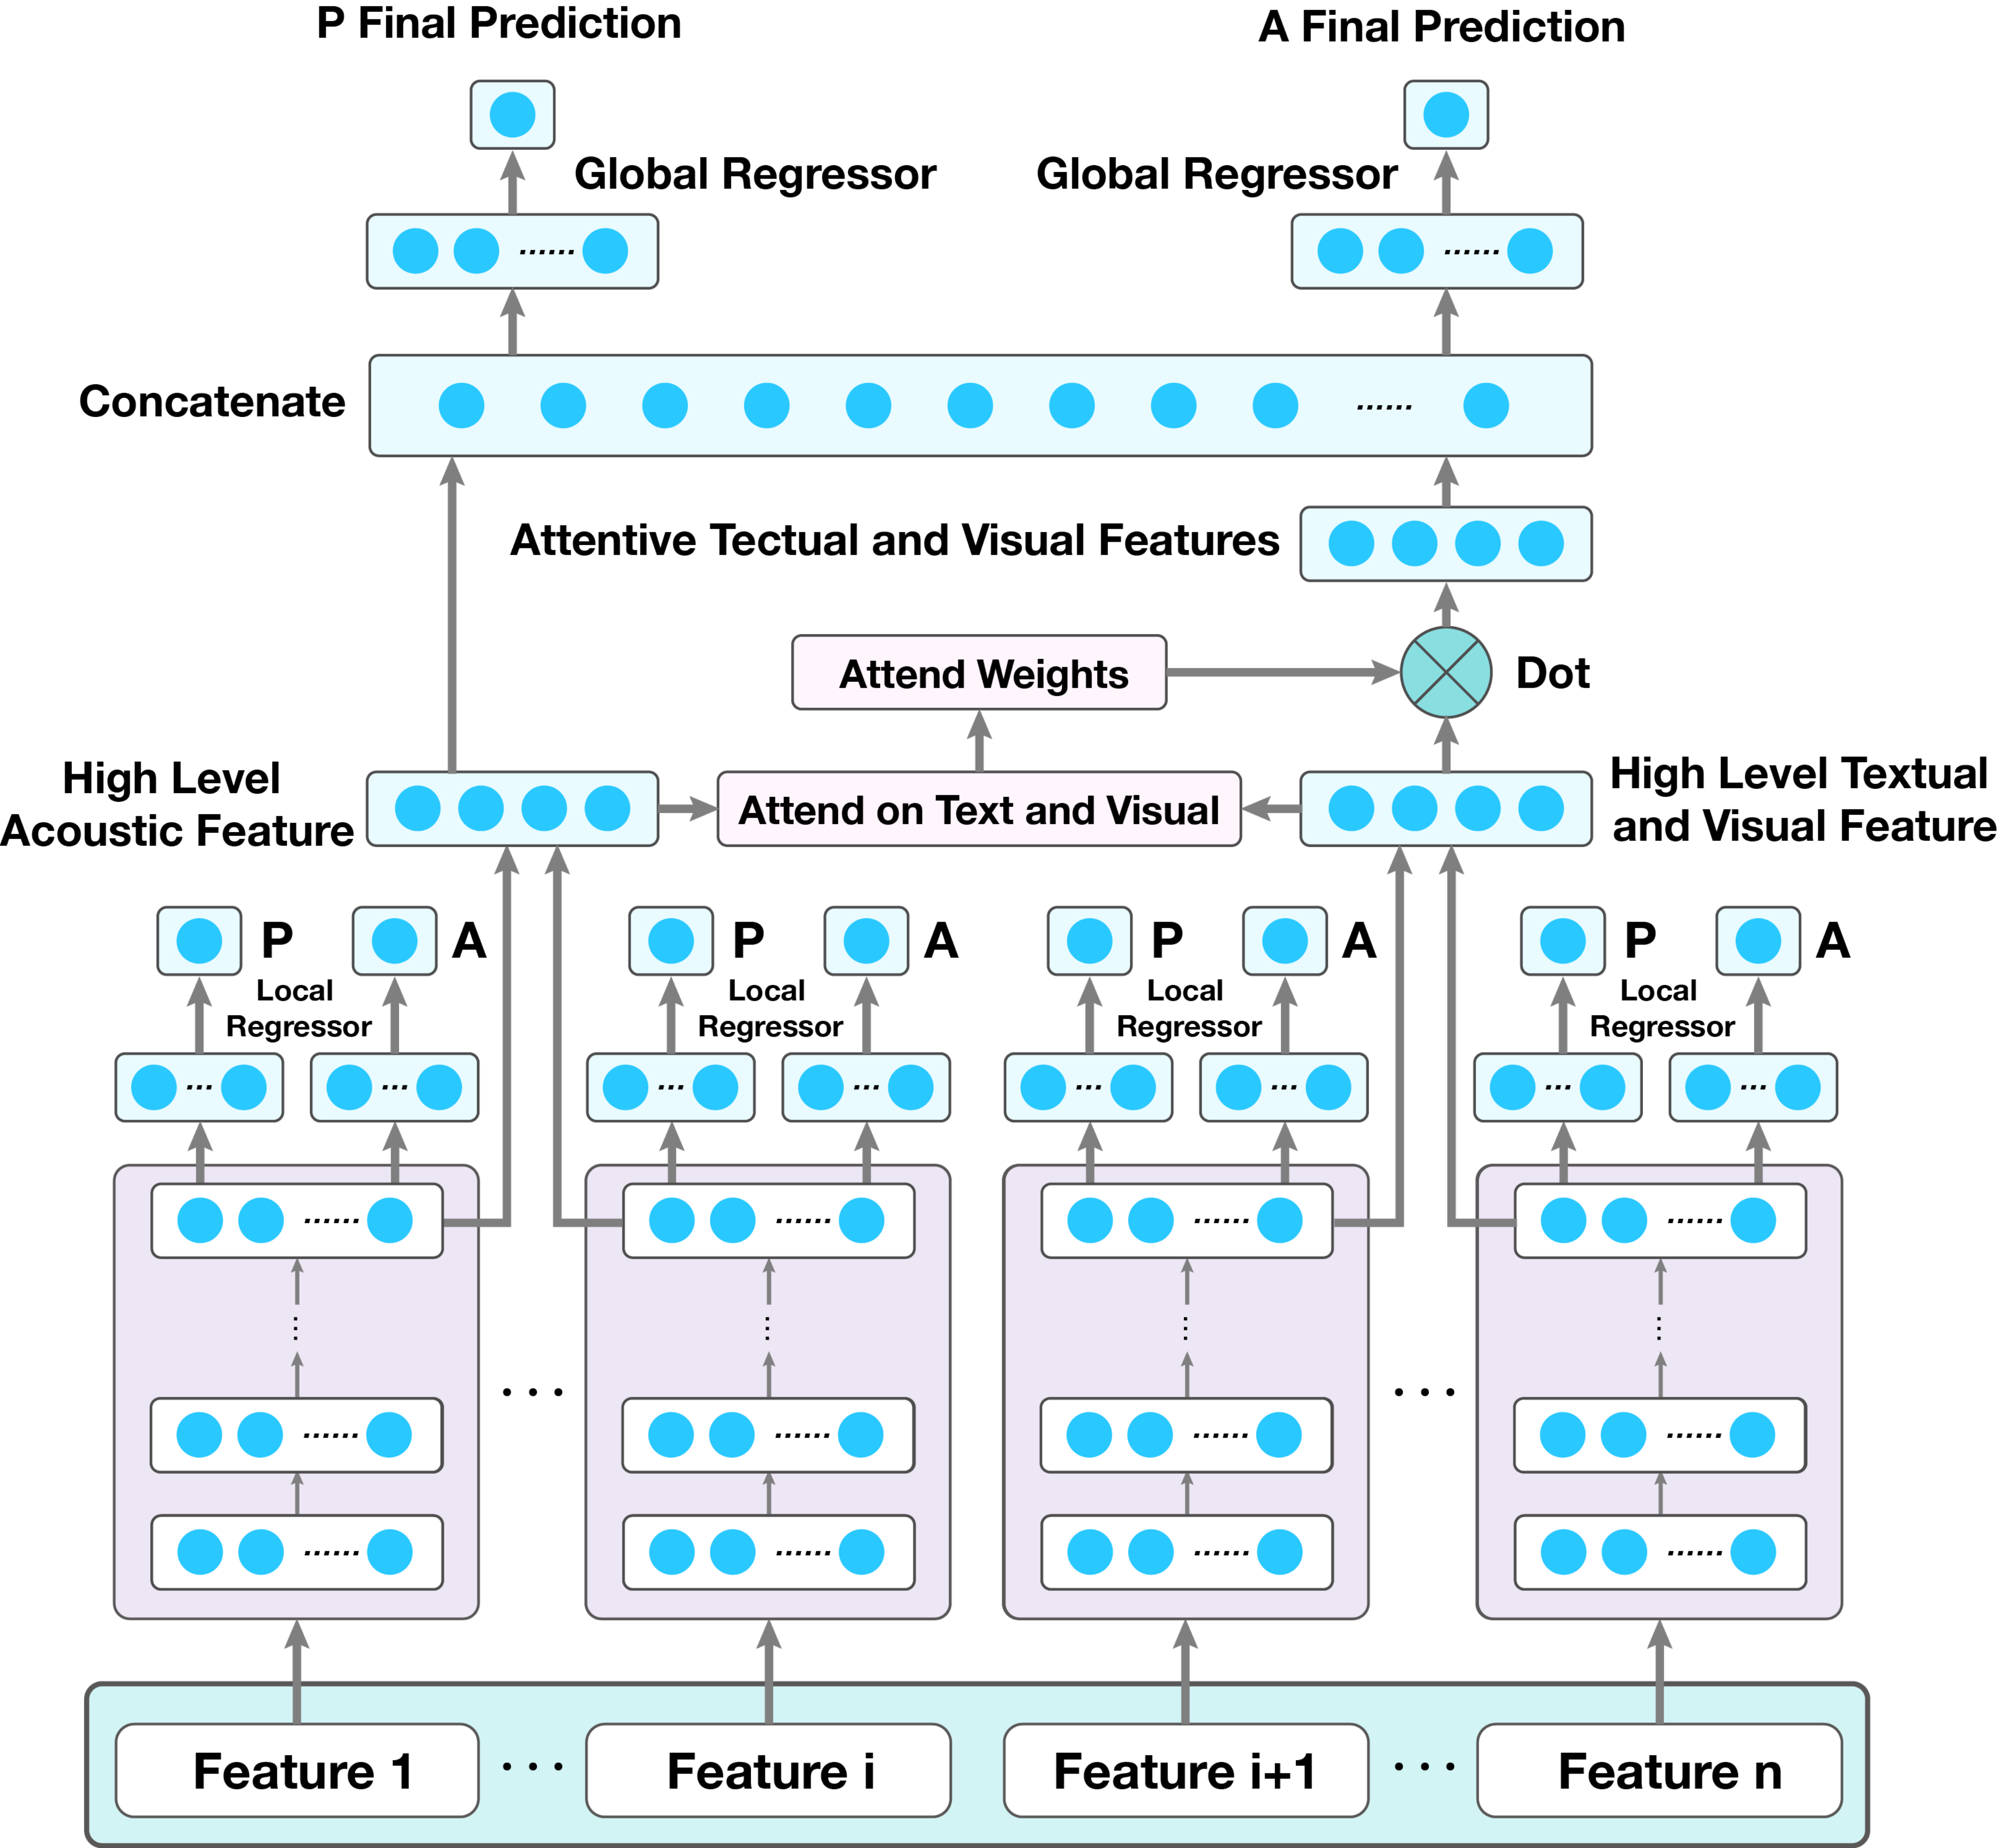 P Final Prediction
A Final Prediction
Global Regressor
Global Regressor
Concatenate
Attentive Tectual and Visual Features
Attend Weights
Dot
High Level
Acoustic Feature
Attend on Text and Visual
High Level Textual
and Visual Feature
P
A
P
A
P
A
P
A
Local
Regressor
Local
Regressor
Local
Regressor
Local
Regressor
Feature 1
...
Feature i
Feature i+1
...
Feature n